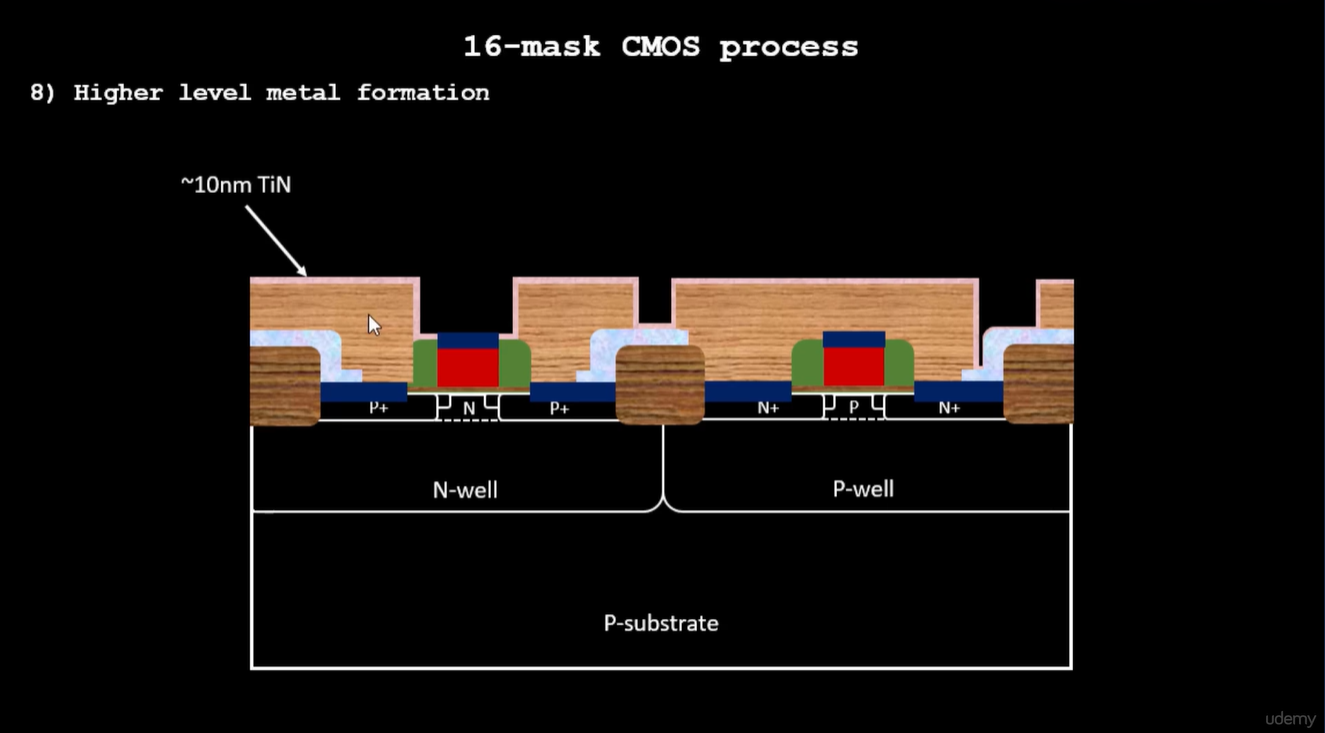 16-mask CMOS process
8) Higher level metal formation
~10nm TiN
P+ N P+ N+ P N+
N-well P-well
P-substrate
udemy